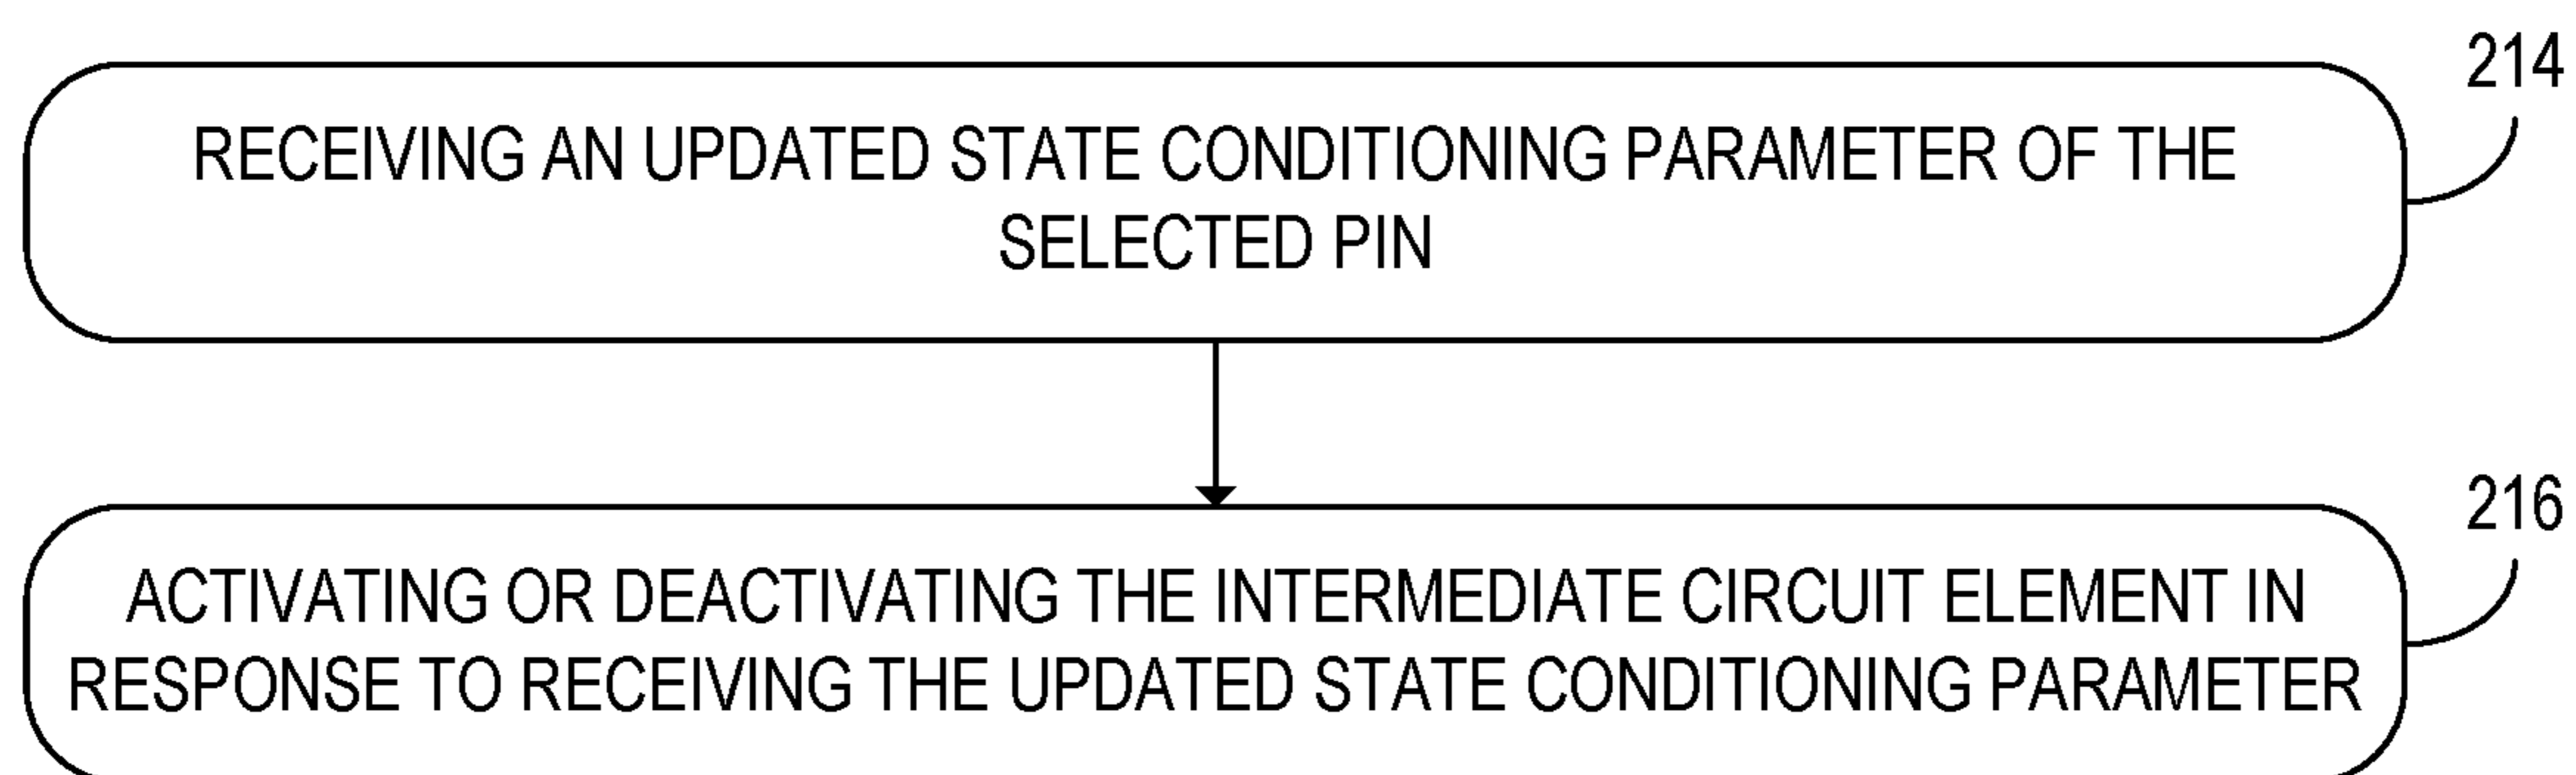 214
RECEIVING AN UPDATED STATE CONDITIONING PARAMETER OF THE
SELECTED PIN
216
ACTIVATING OR DEACTIVATING THE INTERMEDIATE CIRCUIT ELEMENT IN
RESPONSE TO RECEIVING THE UPDATED STATE CONDITIONING PARAMETER